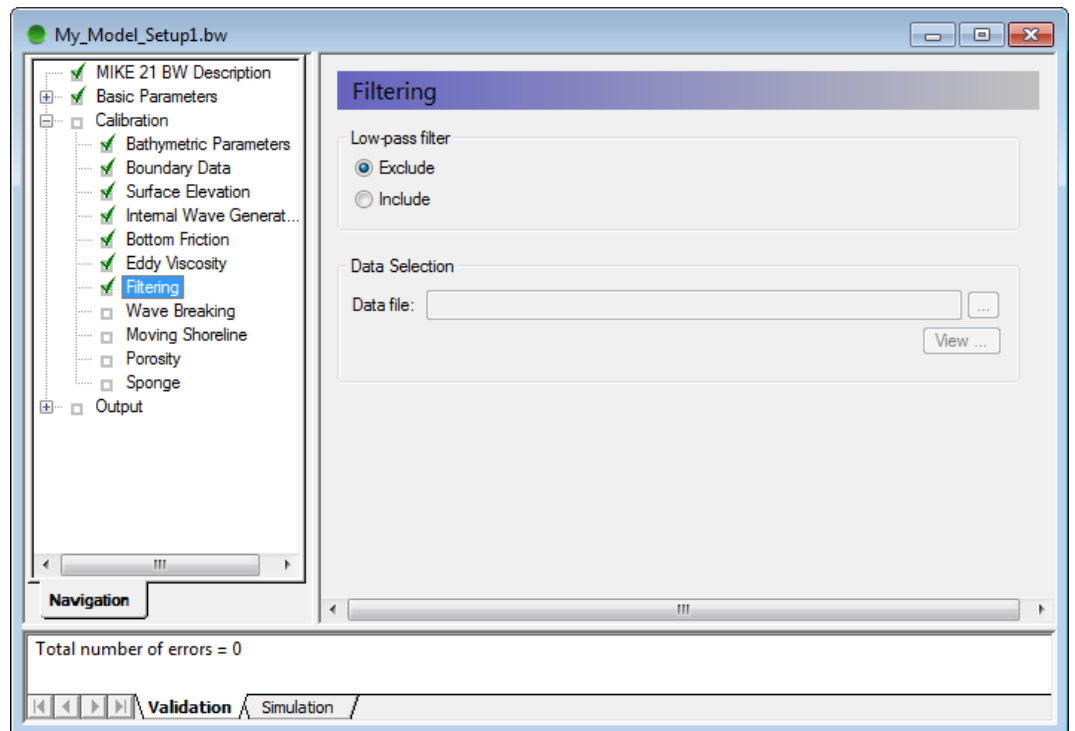 My_Model_Setup1.bw
MIKE 21 BW Description
Basic Parameters
Calibration
Bathymetric Parameters
Boundary Data
Surface Elevation
Internal Wave Generat...
Bottom Friction
Eddy Viscosity
Filtering
Wave Breaking
Moving Shoreline
Porosity
Sponge
Output
Navigation
Filtering
Low-pass filter
Exclude
Include
Data Selection
Data file:
...
View ...
Total number of errors = 0
Validation
Simulation